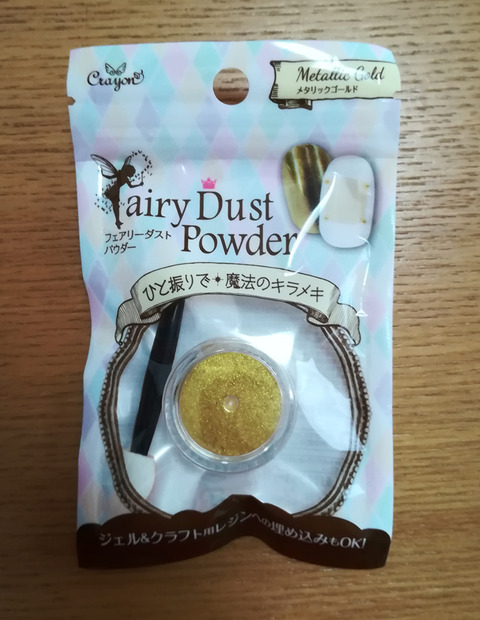 Crayon
Metallic Gold
メタリックゴールド
Fairy Dust
フェアリーダスト
パウダー
Powder
ひと振りで✦魔法のキラメキ
ジェル&クラフト用レジンへの埋め込みもOK!